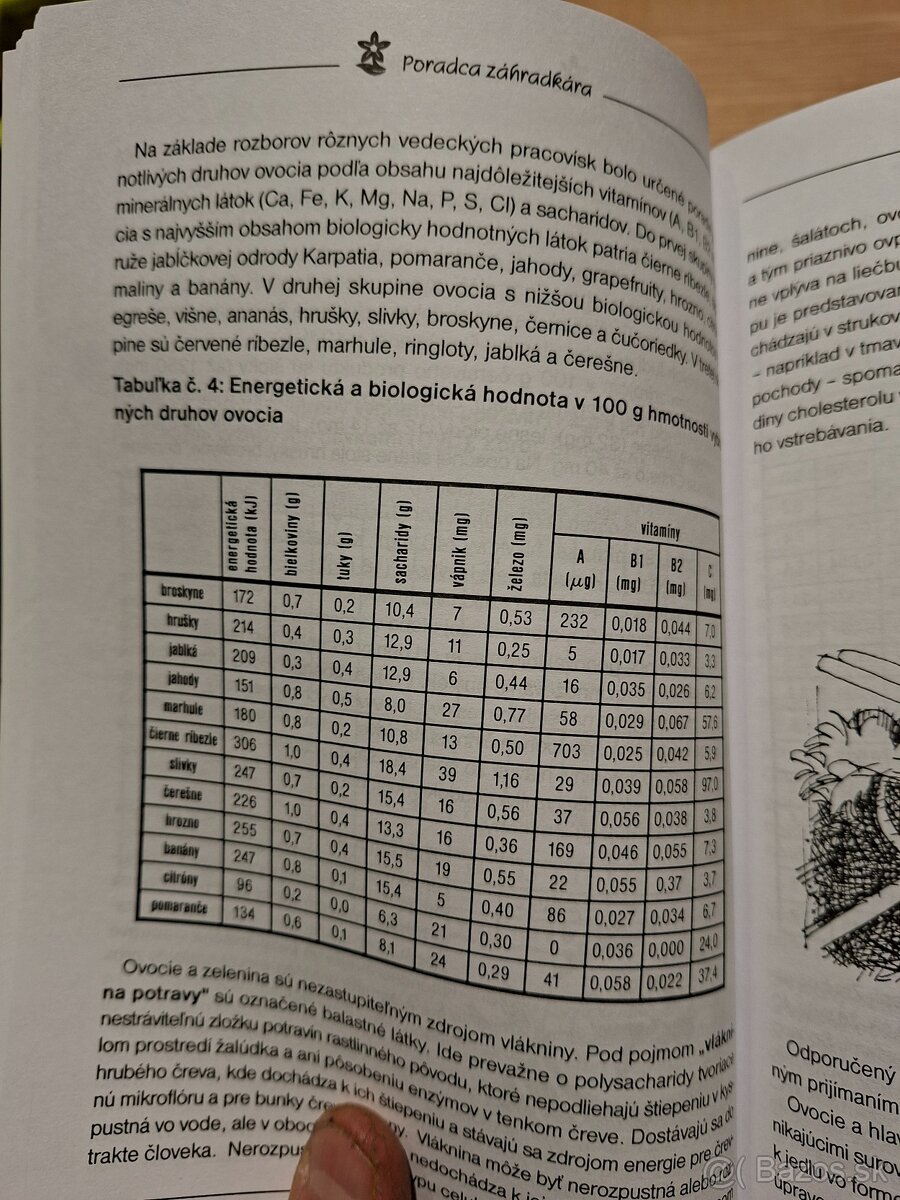 Poradca záhradkára
Na základe rozborov rôznych vedeckých pracovísk bolo určené
notlivých druhov ovocia podľa obsahu najdôležitejších vitamínov (A, B1,
minerálnych látok (Ca, Fe, K, Mg, Na, P, S, Cl) a sacharidov. Do prvej
cia s najvyšším obsahom biologicky hodnotných látok patria čierne ríbezle,
ruže jabĺčkovej odrody Karpatia, pomaranče, jahody, grapefruity, hrozno,
maliny a banány. V druhej skupine ovocia s nižšou biologickou
egreše, višne, ananás, hrušky, slivky, broskyne, černice a čučoriedky. V
pine sú červené ríbezle, marhule, ringloty, jablká a čerešne.
Tabuľka č. 4: Energetická a biologická hodnota v 100 g hmotnosti
ných druhov ovocia
energetická hodnota (kJ) bielkoviny (g) tuky (g) sacharidy (g) vápnik (mg) železo (mg) vitamíny
A (µg) B1 (mg) B2 (mg) C (mg)
broskyne 172 0,7 0,2 10,4 7 0,53 232 0,018 0,044 7,0
hrušky 214 0,4 0,3 12,9 11 0,25 5 0,017 0,033 3,3
jablká 209 0,3 0,4 12,9 6 0,44 16 0,035 0,026 6,2
jahody 151 0,8 0,5 8,0 27 0,77 58 0,029 0,067 57,6
marhule 180 0,8 0,2 10,8 13 0,50 703 0,025 0,042 5,9
čierne ríbezle 306 1,0 0,4 18,4 39 1,16 29 0,039 0,058 97,0
slivky 247 0,7 0,2 15,4 16 0,56 37 0,056 0,038 3,8
čerešne 226 1,0 0,4 13,3 16 0,36 169 0,046 0,055 7,3
hrozno 255 0,7 0,4 15,5 19 0,55 22 0,055 0,37 3,7
banány 247 0,8 0,1 15,4 5 0,40 86 0,027 0,034 6,7
citróny 96 0,2 0,0 6,3 21 0,30 0 0,036 0,000 24,0
pomaranče 134 0,6 0,1 8,1 24 0,29 41 0,058 0,022 37,4
Ovocie a zelenina sú nezastupiteľným zdrojom vlákniny. Pod pojmom
na potravy" sú označené balastné látky. Ide prevažne o polysacharidy
nestráviteľnú zložku potravín rastlinného pôvodu, ktoré nepodliehajú štiepeniu v
lom prostredí žalúdka a ani pôsobeniu enzýmov v tenkom čreve. Dostávajú sa do
hrubého čreva, kde dochádza k ich štiepeniu a stávajú sa zdrojom energie pre
nú mikroflóru a pre bunky Vláknina môže byť nerozpustná alebo
pustná vo vode, ale v
trakte človeka. nedochádza k
nine, šalátoch,
a tým priaznivo
ne vplýva na
pu je
chádzajú v
– napríklad v
pochody –
diny cholesterolu
ho vstrebávania.
Odporučený
ným prijímaním
Ovocie a
nikajúcimi
k jedlu vo
© Bazos.sk